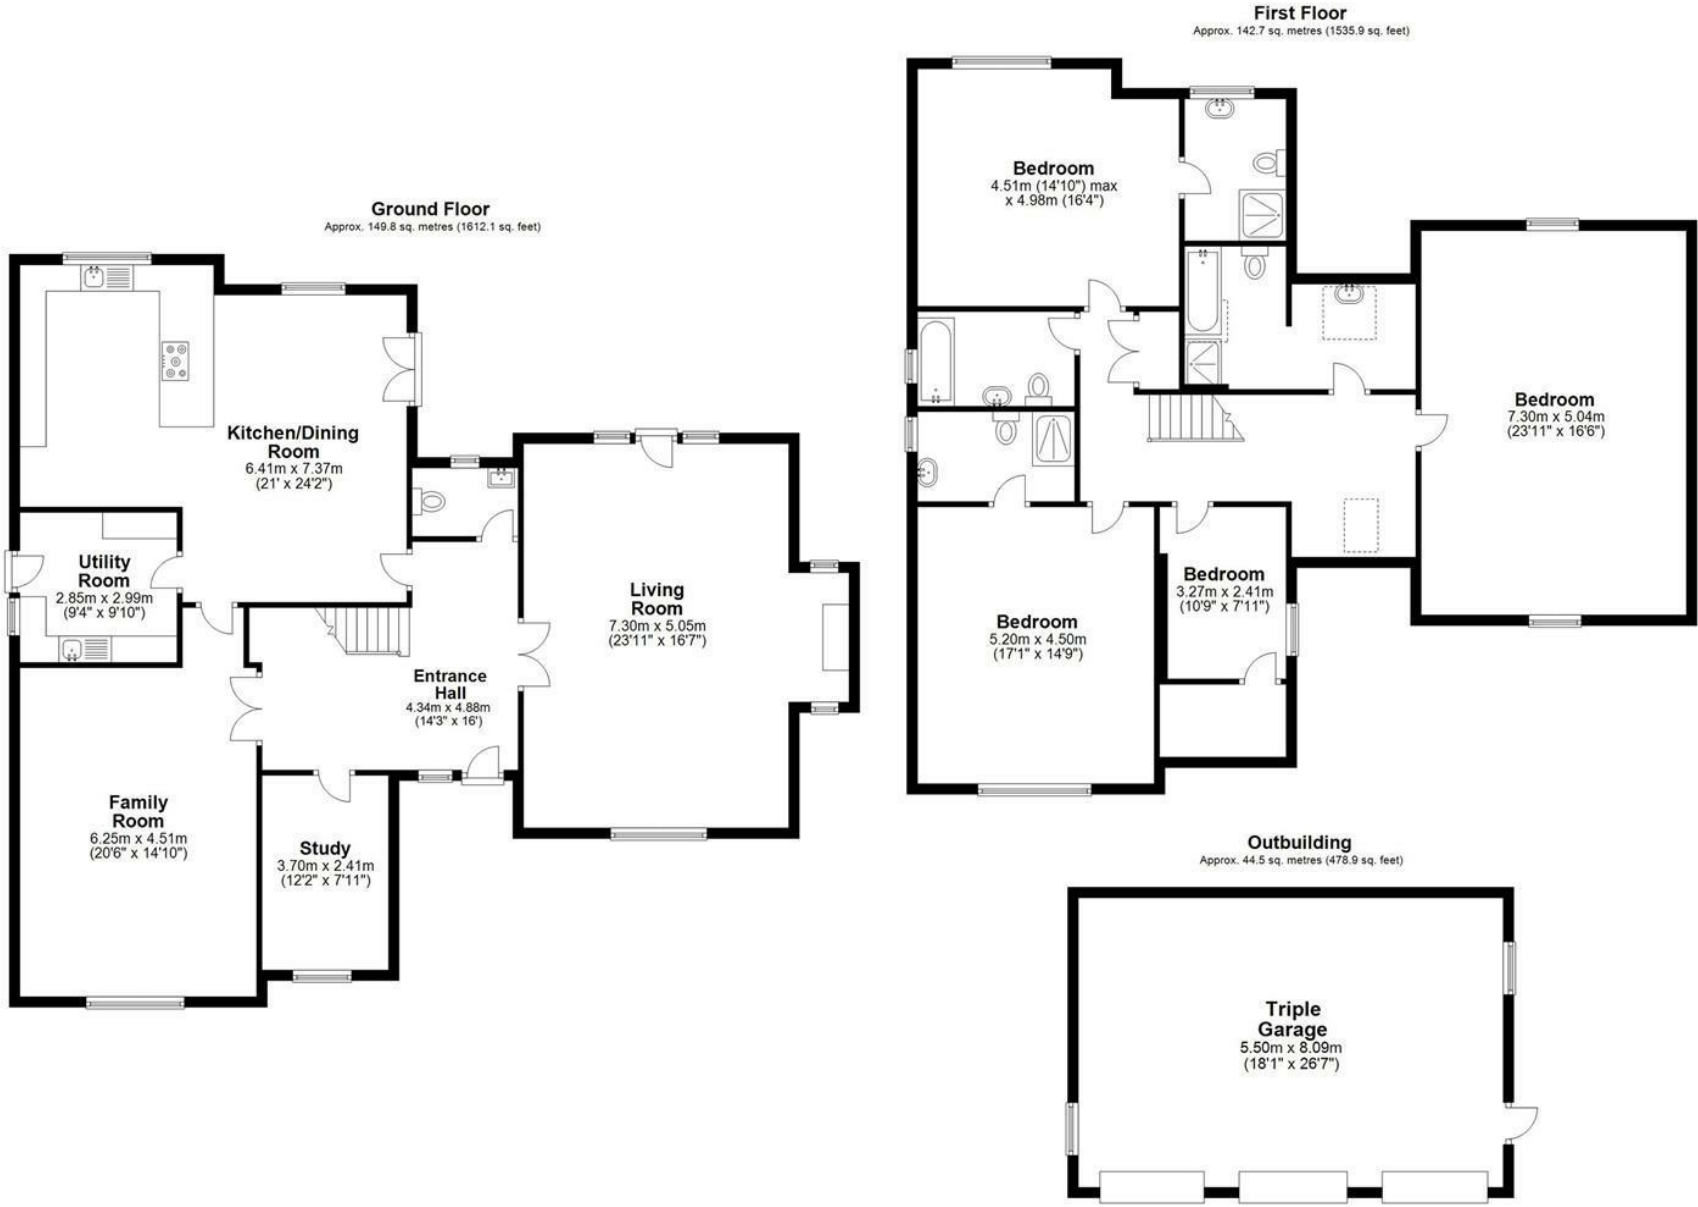 First Floor
Approx. 142.7 sq. metres (1535.9 sq. feet)
Bedroom
4.51m (14'10") max
x 4.98m (16'4")
Ground Floor
Approx. 149.8 sq. metres (1612.1 sq. feet)
Bedroom
7.30m x 5.04m
(23'11" x 16'6")
Kitchen/Dining
Room
6.41m x 7.37m
(21' x 24'2")
Utility
Room
2.85m x 2.99m
(9'4" x 9'10")
Living
Room
7.30m x 5.05m
(23'11" x 16'7")
Bedroom
3.27m x 2.41m
(10'9" x 7'11")
Bedroom
5.20m x 4.50m
(17'1" x 14'9")
Entrance
Hall
4.34m x 4.88m
(14'3" x 16')
Family
Room
6.25m x 4.51m
(20'6" x 14'10")
Study
3.70m x 2.41m
(12'2" x 7'11")
Outbuilding
Approx. 44.5 sq. metres (478.9 sq. feet)
Triple
Garage
5.50m x 8.09m
(18'1" x 26'7")